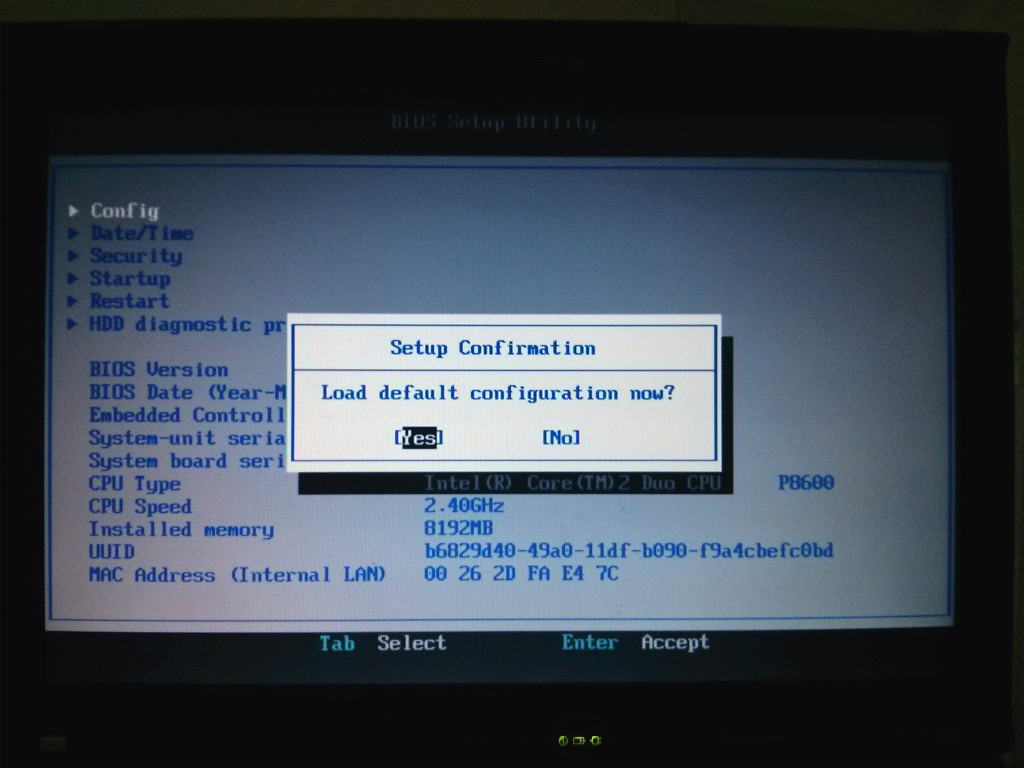 BIOS Setup Utility
Config
Date/Time
Security
Startup
Restart
HDD diagnostic pr
Setup Confirmation
Load default configuration now?
[Yes] [No]
BIOS Version
BIOS Date (Year-M
Embedded Controll
System-unit seria
System board seri
CPU Type Intel(R) Core(TM)2 Duo CPU P8600
CPU Speed 2.40GHz
Installed memory 8192MB
UUID b6829d40-49a0-11df-b090-f9a4cbefc0bd
MAC Address (Internal LAN) 00 26 2D FA E4 7C
Tab Select Enter Accept